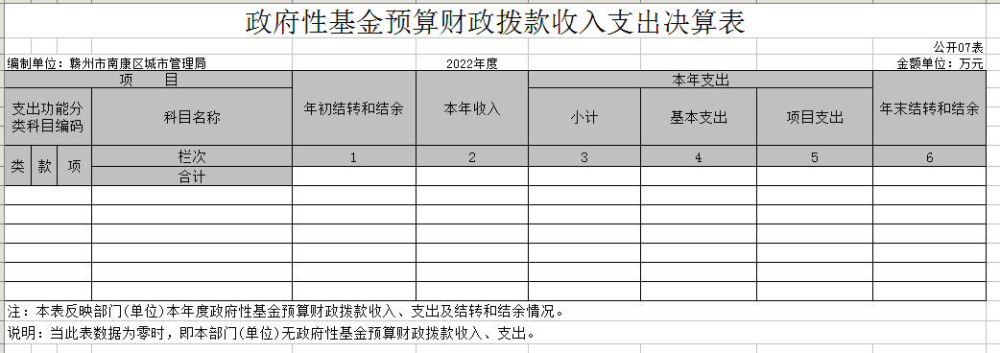 政府性基金预算财政拨款收入支出决算表
公开07表
编制单位：赣州市南康区城市管理局 2022年度 金额单位：万元
项 目 年初结转和结余 本年收入 本年支出 年末结转和结余
支出功能分类科目编码 科目名称 小计 基本支出 项目支出
类 款 项 栏次 1 2 3 4 5 6
合计
注：本表反映部门(单位)本年度政府性基金预算财政拨款收入、支出及结转和结余情况。
说明：当此表数据为零时，即本部门(单位)无政府性基金预算财政拨款收入、支出。